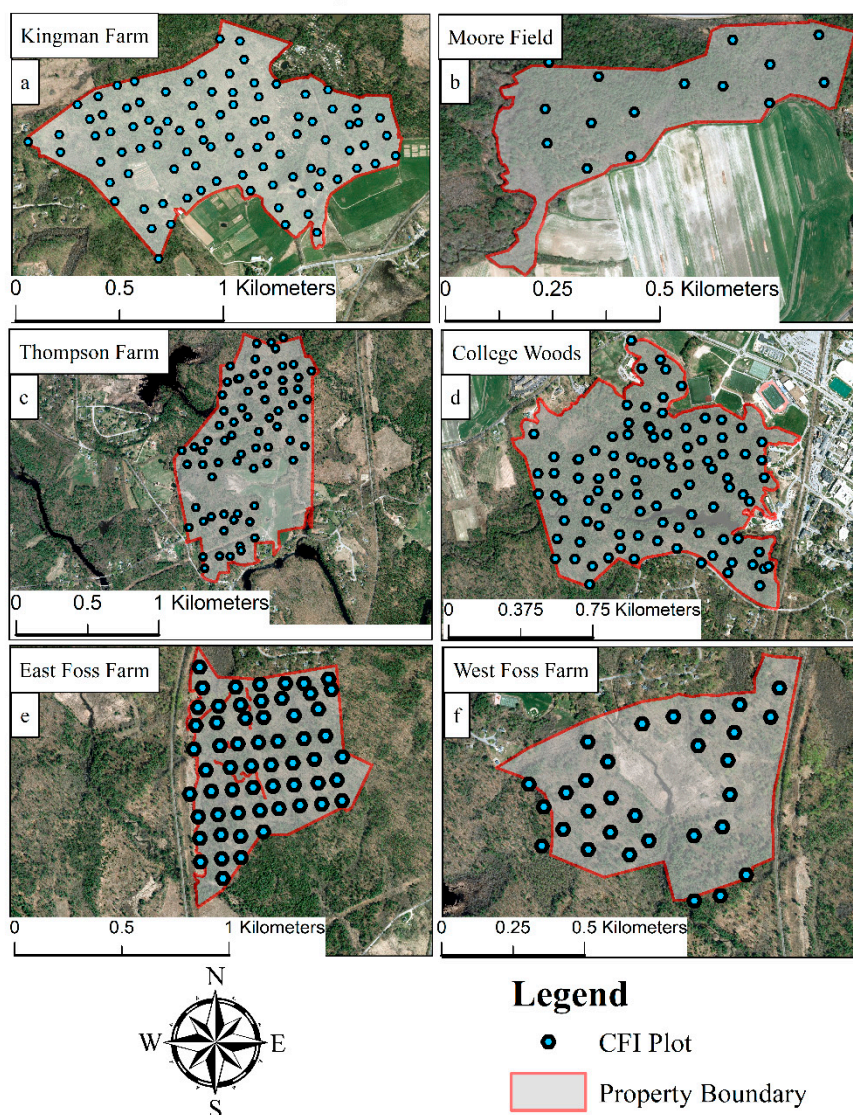 Kingman Farm
a
0 0.5 1 Kilometers
Moore Field
b
0 0.25 0.5 Kilometers
Thompson Farm
c
0 0.5 1 Kilometers
College Woods
d
0 0.375 0.75 Kilometers
East Foss Farm
e
0 1 Kilometers
West Foss Farm
f
0 0.25 0.5 Kilometers
N
W E
S
Legend
CFI Plot
Property Boundary